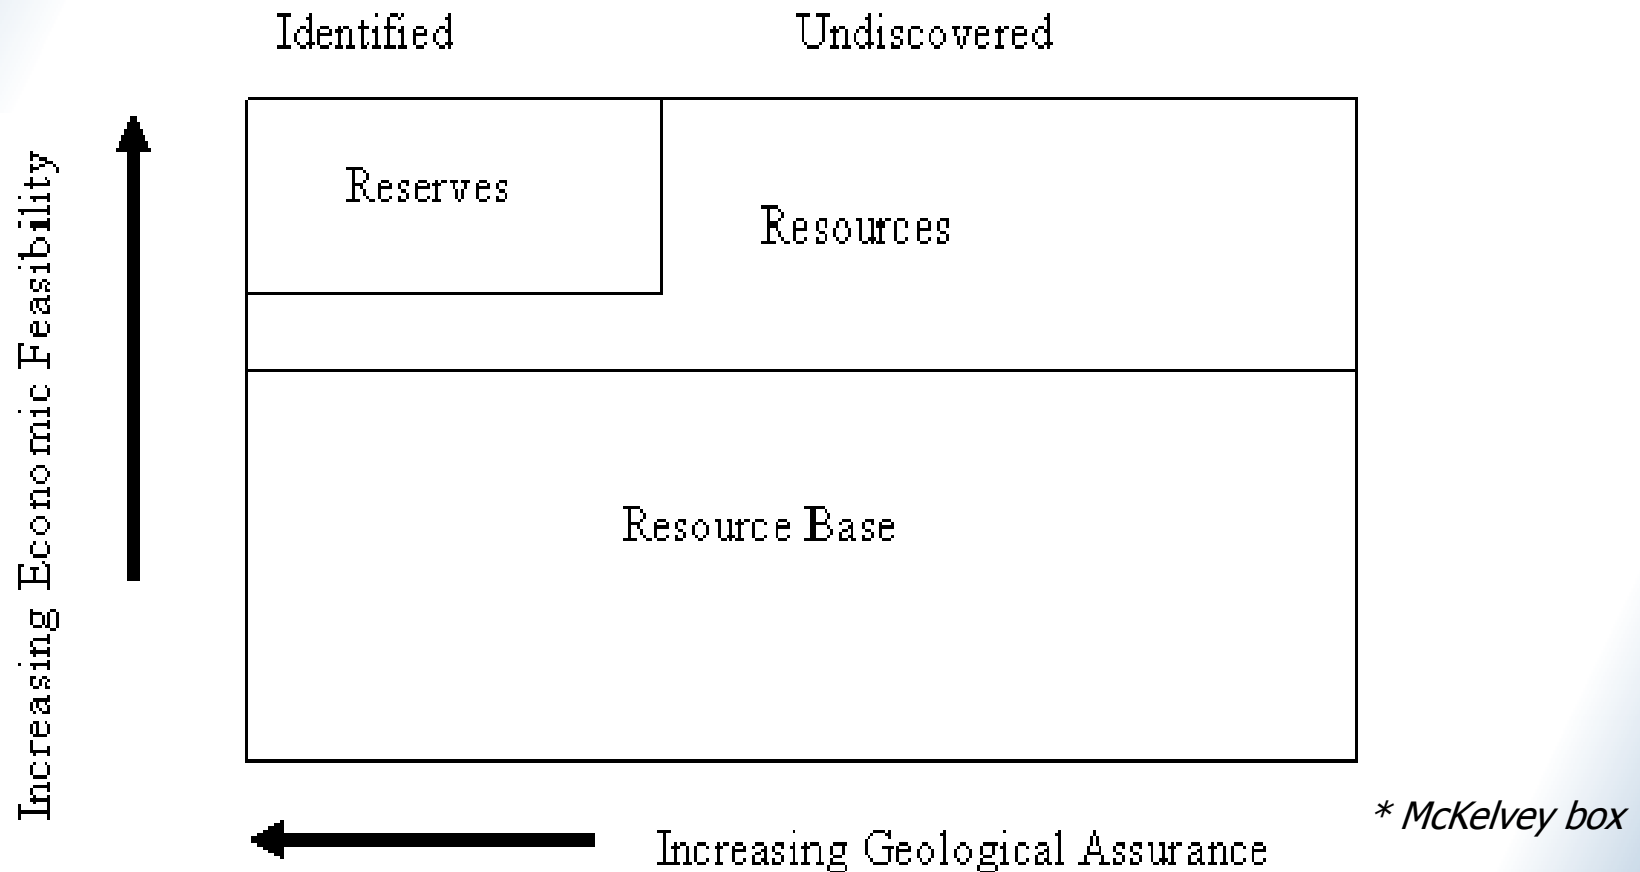 Identified
Undiscovered
Increasing Economic Feasibility
Reserves
Resources
Resource Base
Increasing Geological Assurance
* McKelvey box